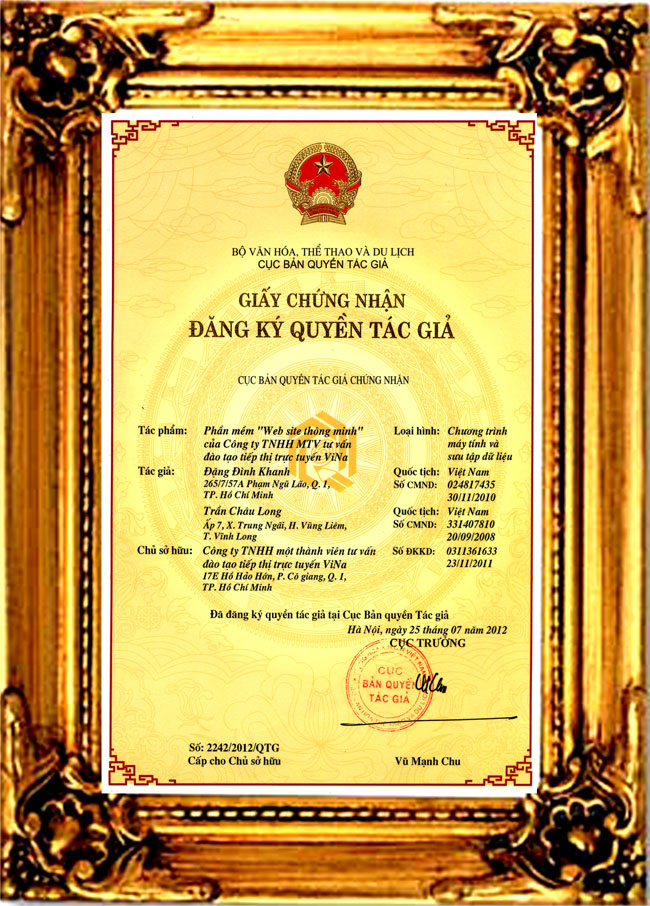 BỘ VĂN HÓA, THỂ THAO VÀ DU LỊCH
CỤC BẢN QUYỀN TÁC GIẢ
GIẤY CHỨNG NHẬN
ĐĂNG KÝ QUYỀN TÁC GIẢ
CỤC BẢN QUYỀN TÁC GIẢ CHỨNG NHẬN
Tác phẩm: Phần mềm "Web site thông minh" Loại hình: Chương trình
của Công ty TNHH MTV tư vấn máy tính và
đào tạo tiếp thị trực tuyến ViNa sưu tập dữ liệu
Tác giả: Đặng Đình Khanh Quốc tịch: Việt Nam
265/7/57A Phạm Ngũ Lão, Q. 1, Số CMND: 024817435
TP. Hồ Chí Minh 30/11/2010
Trần Châu Long Quốc tịch: Việt Nam
Ấp 7, X. Trung Ngãi, H. Vũng Liêm, Số CMND: 331407810
T. Vĩnh Long 20/09/2008
Chủ sở hữu: Công ty TNHH một thành viên tư vấn Số ĐKKD: 0311361633
đào tạo tiếp thị trực tuyến ViNa 23/11/2011
17E Hồ Hảo Hớn, P. Cô giang, Q. 1,
TP. Hồ Chí Minh
Đã đăng ký quyền tác giả tại Cục Bản quyền Tác giả
Hà Nội, ngày 25 tháng 07 năm 2012
CỤC TRƯỞNG
CỤC
BẢN QUYỀN
TÁC GIẢ
Số: 2242/2012/QTG
Cấp cho Chủ sở hữu Vũ Mạnh Chu